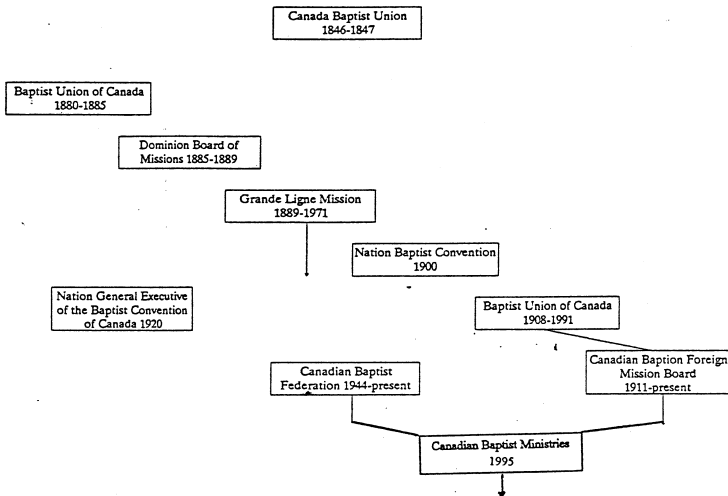 Canada Baptist Union
1846-1847
Baptist Union of Canada
1880-1885
Dominion Board of
Missions 1885-1889
Grande Ligne Mission
1889-1971
Nation Baptist Convention
1900
Nation General Executive
of the Baptist Convention
of Canada 1920
Baptist Union of Canada
1908-1991
Canadian Baptist
Federation 1944-present
Canadian Baption Foreign
Mission Board
1911-present
Canadian Baptist Ministries
1995